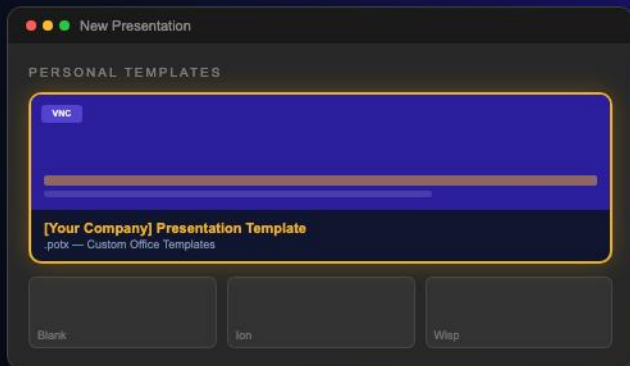 New Presentation
PERSONAL TEMPLATES
VNC
[Your Company] Presentation Template
.potx — Custom Office Templates
Blank
Ion
Wisp